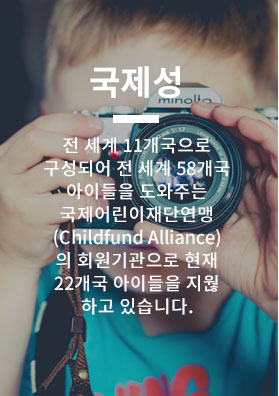 국제성
minolta
전 세계 11개국으로
구성되어 전 세계 58개국
아이들을 도와주는
국제어린이재단연맹
(Childfund Alliance)
의 회원기관으로 현재
22개국 아이들을 지월
하고 있습니다.